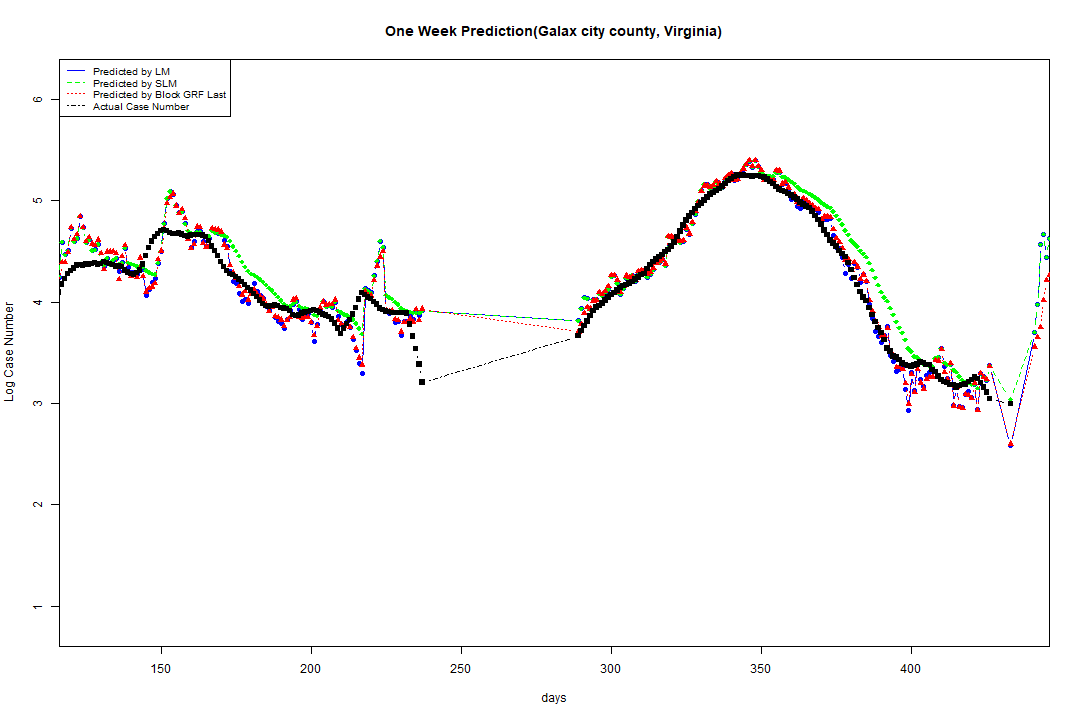 One Week Prediction(Galax city county, Virginia)
Predicted by LM
Predicted by SLM
Predicted by Block GRF Last
Actual Case Number
6
5
4
3
2
1
Log Case Number
150 200 250 300 350 400
days